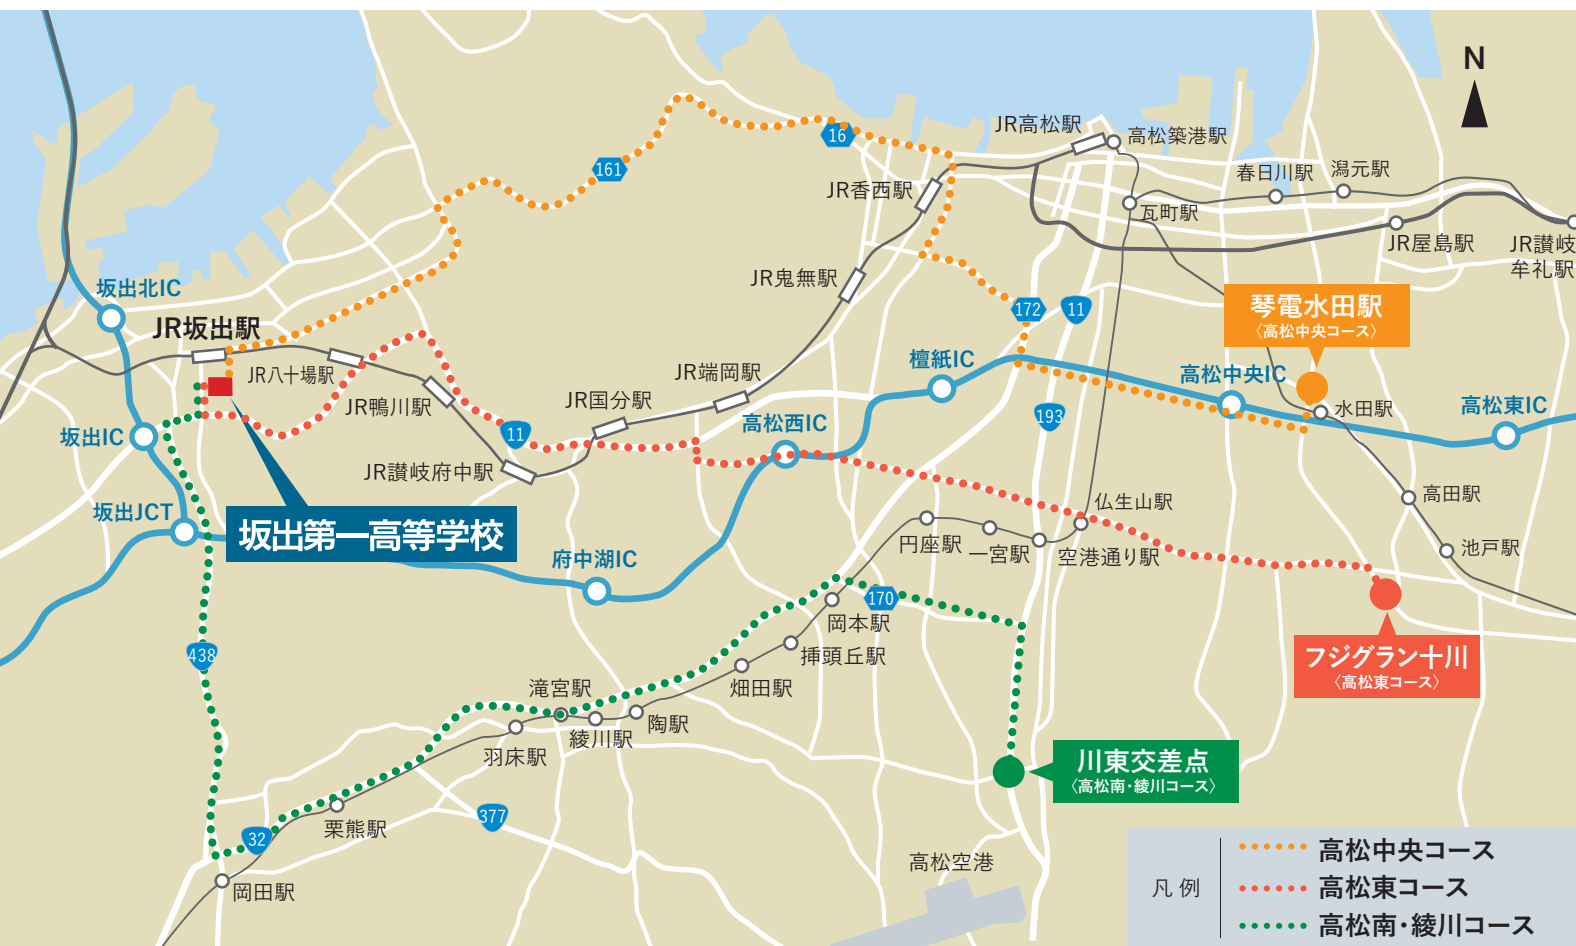 N
JR高松駅
高松築港駅
16
161
春日川駅
潟元駅
JR香西駅
瓦町駅
JR屋島駅
JR讃岐
牟礼駅
坂出北IC
JR鬼無駅
172
11
琴電水田駅
〈高松中央コース〉
JR坂出駅
JR八十場駅
檀紙IC
高松中央IC
JR端岡駅
JR鴨川駅
JR国分駅
193
水田駅
高松東IC
坂出IC
11
高松西IC
JR讃岐府中駅
高田駅
坂出JCT
仏生山駅
坂出第一高等学校
円座駅
一宮駅
空港通り駅
池戸駅
府中湖IC
170
岡本駅
438
挿頭丘駅
フジグラン十川
〈高松東コース〉
滝宮駅
畑田駅
陶駅
綾川駅
羽床駅
川東交差点
〈高松南・綾川コース〉
377
栗熊駅
32
岡田駅
高松空港
凡例
高松中央コース
高松東コース
高松南・綾川コース